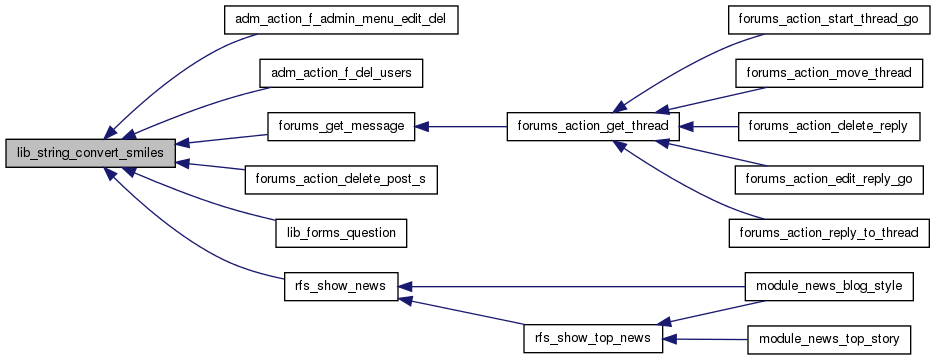 adm_action_f_admin_menu_edit_del
forums_action_start_thread_go
adm_action_f_del_users
forums_action_move_thread
forums_get_message
forums_action_get_thread
forums_action_delete_reply
lib_string_convert_smiles
forums_action_delete_post_s
forums_action_edit_reply_go
lib_forms_question
forums_action_reply_to_thread
rfs_show_news
module_news_blog_style
rfs_show_top_news
module_news_top_story